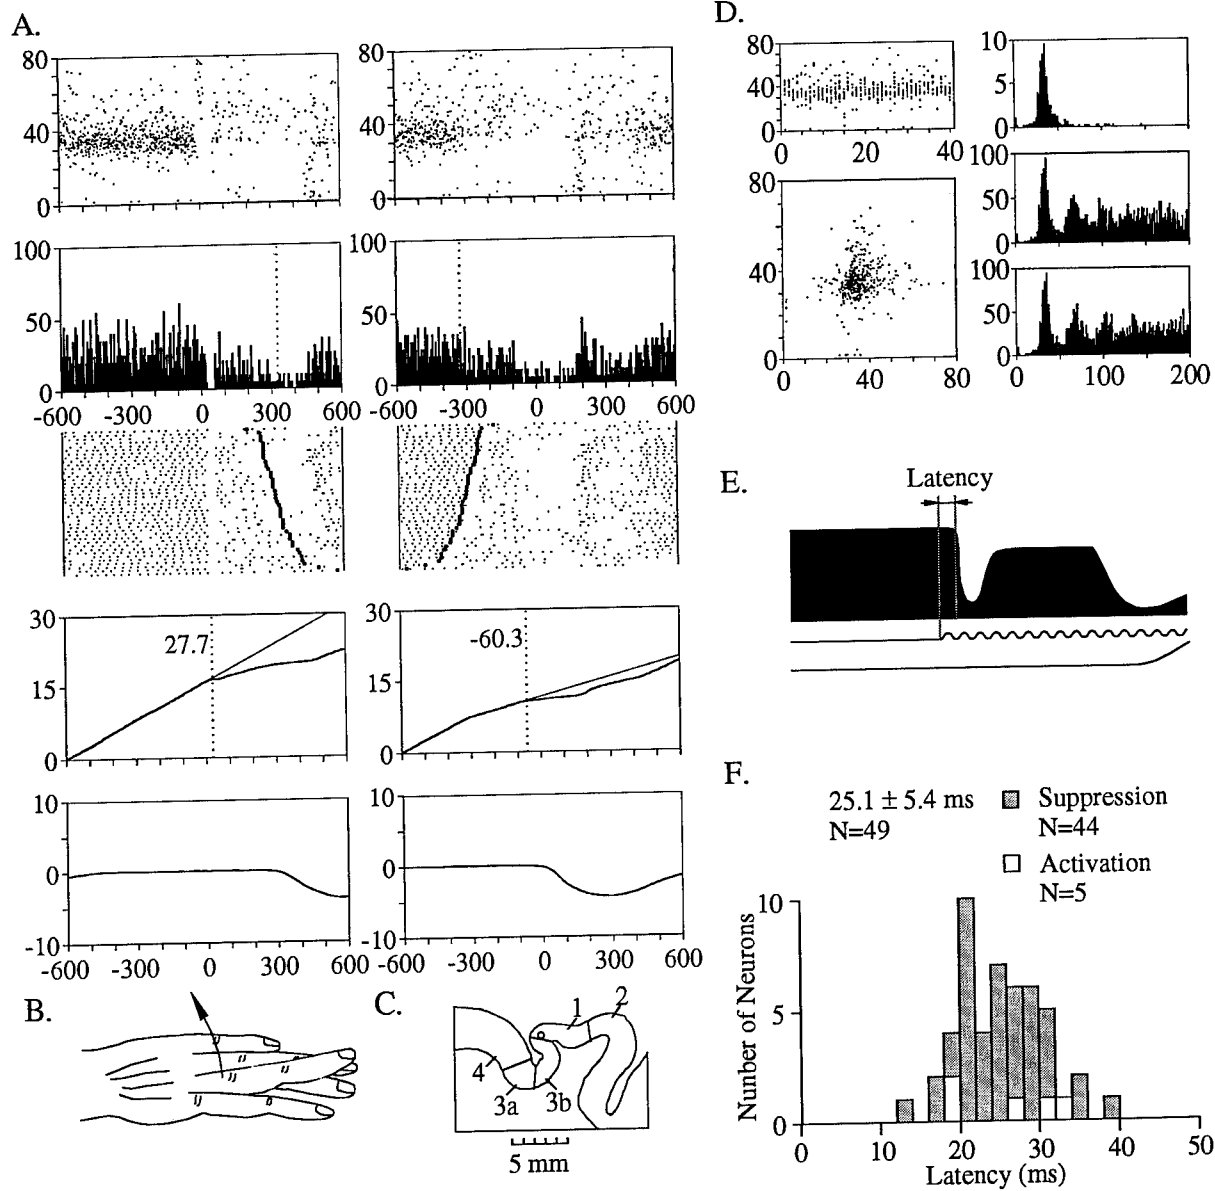 A.
80
40
0
80
40
0
100
50
0
-600 -300 0 300 600
100
50
0
-600 -300 0 300 600
30
15
0
27.7
30
15
0
-60.3
10
0
-10
-600 -300 0 300 600
10
0
-10
-600 -300 0 300 600
B.
C.
1
2
4
3a
3b
5 mm
D.
80
40
0
0 20 40
10
5
0
80
40
0
0 40 80
100
50
0
100
50
0
0 100 200
E.
Latency
F.
25.1 ± 5.4 ms
N=49
Suppression
N=44
Activation
N=5
Nunber of Neurons
10
5
0
0 10 20 30 40 50
Latency (ms)